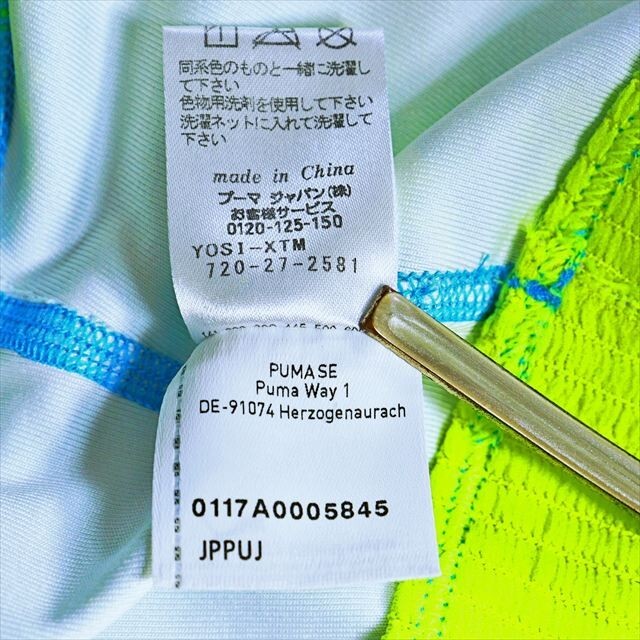 同系色のものと一緒に洗濯し
て下さい
色物用洗剤を使用して下さい
洗濯ネットに入れて洗濯して
下さい
made in China
プーマ ジャパン(株)
お客様サービス
0120-125-150
YOSI-XTM
720-27-2581
PUMA SE
Puma Way 1
DE-91074 Herzogenaurach
0117A0005845
JPPUJ